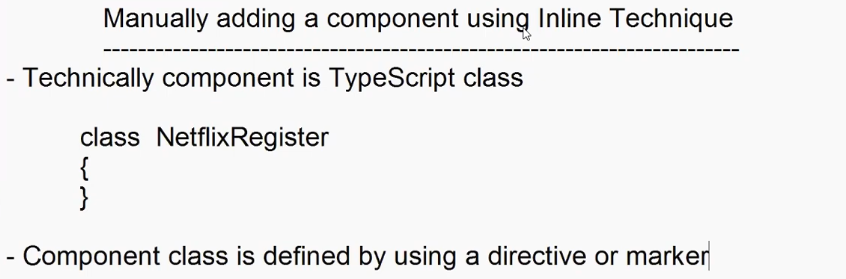 Manually adding a component using Inline Technique
-------------------------------------------------------------------------
- Technically component is TypeScript class
class  NetflixRegister
{
}
- Component class is defined by using a directive or marker